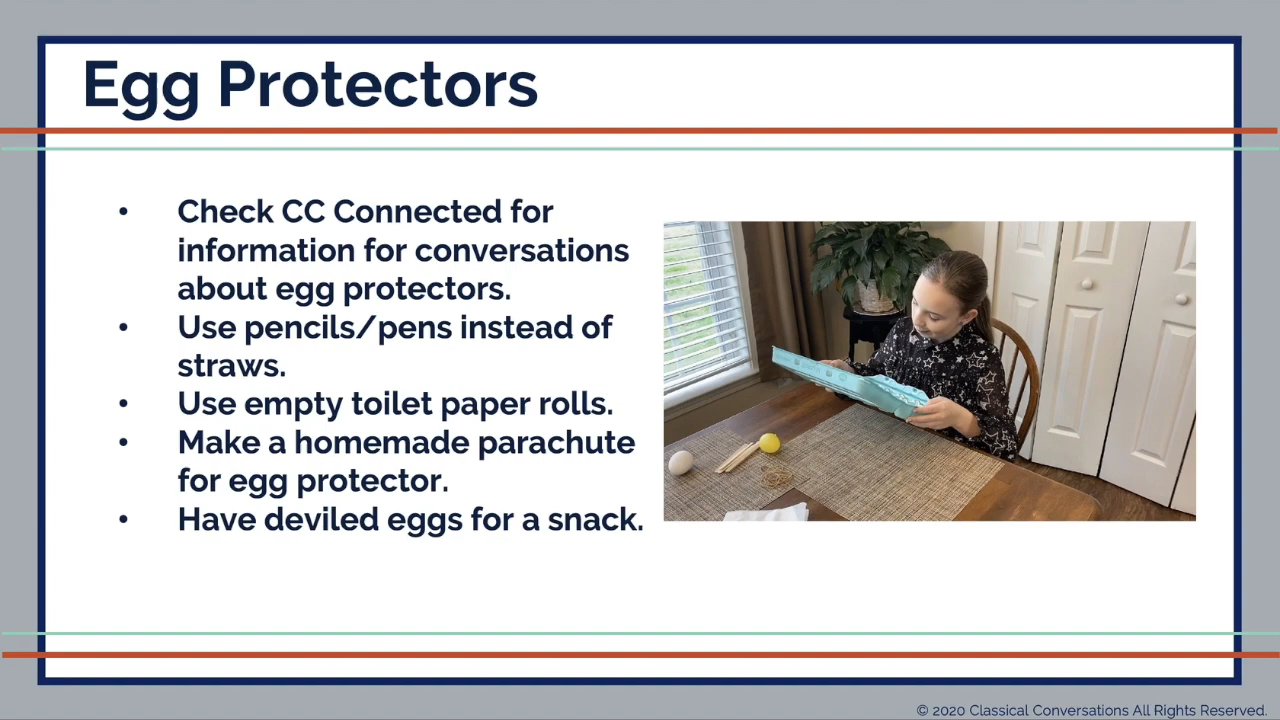 Egg Protectors
• Check CC Connected for
information for conversations
about egg protectors.
• Use pencils/pens instead of
straws.
• Use empty toilet paper rolls.
• Make a homemade parachute
for egg protector.
• Have deviled eggs for a snack.
© 2020 Classical Conversations All Rights Reserved.